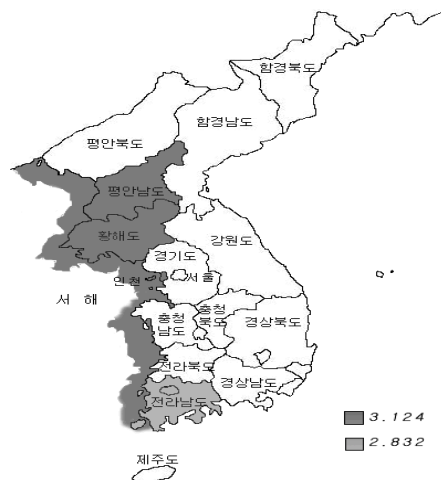 함경북도
함경남도
평안북도
평안남도
황해도
강원도
경기도
서울
인천
서 해
충청
남도
충청
북도
경상북도
전라북도
경상남도
전라남도
제주도
3.124
2.832